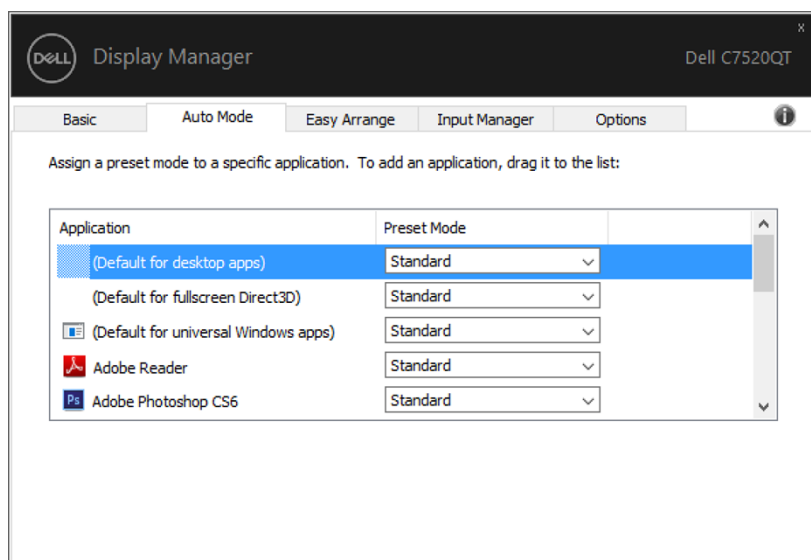 DELL Display Manager
x
Dell C7520QT
Basic Auto Mode Easy Arrange Input Manager Options i
Assign a preset mode to a specific application. To add an application, drag it to the list:
Application Preset Mode
(Default for desktop apps) Standard
(Default for fullscreen Direct3D) Standard
(Default for universal Windows apps) Standard
Adobe Reader Standard
Ps Adobe Photoshop CS6 Standard